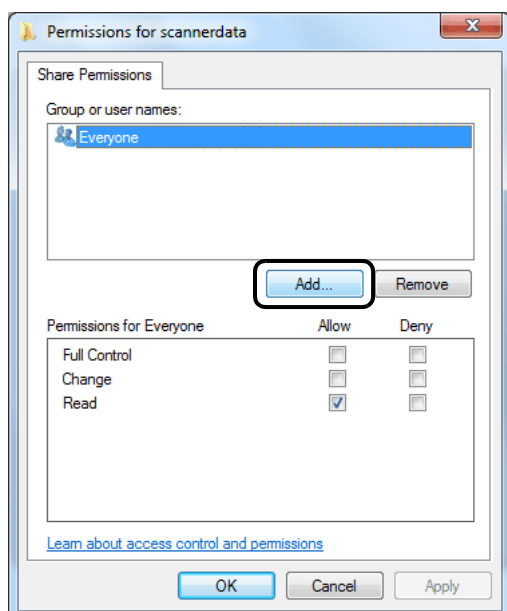 Permissions for scannerdata
Share Permissions
Group or user names:
Everyone
Add... Remove
Permissions for Everyone Allow Deny
Full Control
Change
Read
Learn about access control and permissions
OK Cancel Apply